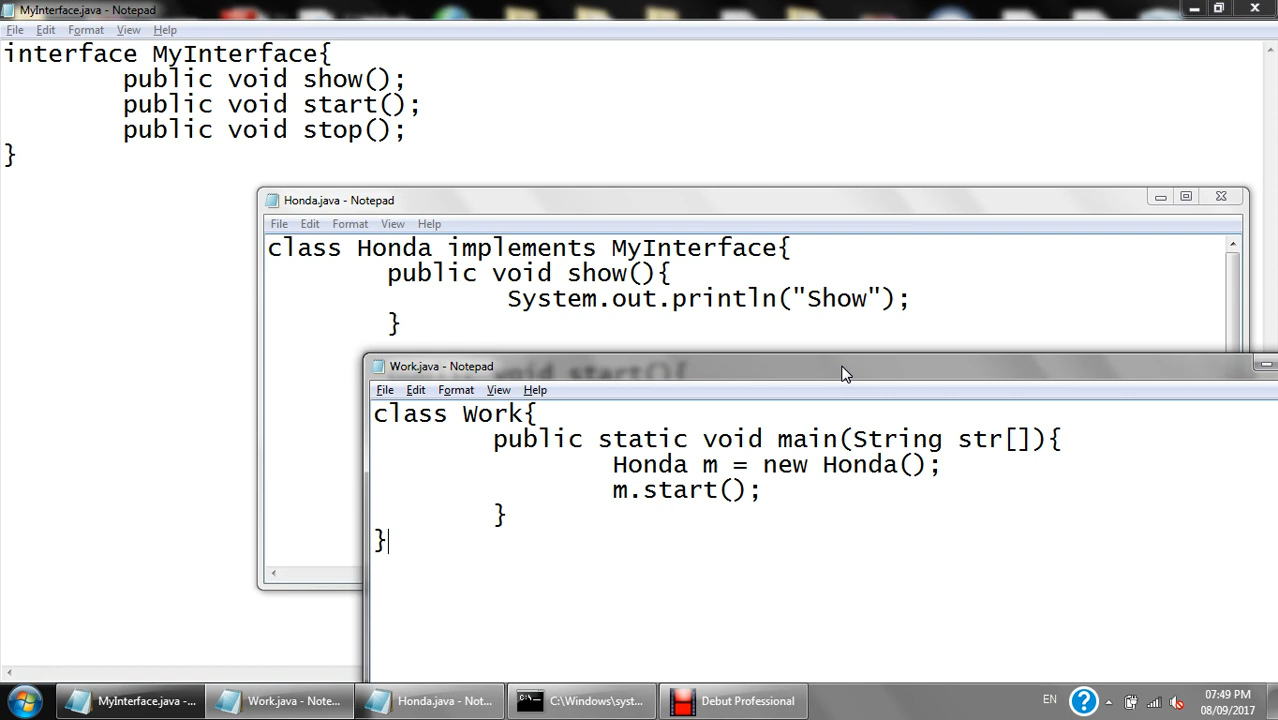 MyInterface.java - Notepad
File Edit Format View Help
interface MyInterface{
public void show();
public void start();
public void stop();
}
Honda.java - Notepad
File Edit Format View Help
class Honda implements MyInterface{
public void show(){
System.out.println("Show");
}
public void start(){
Work.java - Notepad
File Edit Format View Help
class Work{
public static void main(String str[]){
Honda m = new Honda();
m.start();
}
}
MyInterface.java -...
Work.java - Note...
Honda.java - Not...
C:\Windows\syst...
Debut Professional
EN
07:49 PM
08/09/2017